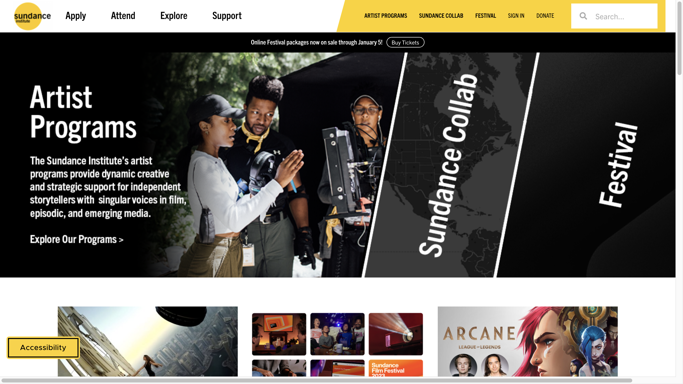 sundance
institute
Apply
Attend
Explore
Support
ARTIST PROGRAMS
SUNDANCE COLLAB
FESTIVAL
SIGN IN
DONATE
Search...
Online Festival packages now on sale through January 5! Buy Tickets
Artist
Programs
The Sundance Institute's artist
programs provide dynamic creative
and strategic support for independent
storytellers with singular voices in film,
episodic, and emerging media.
Explore Our Programs >
Sundance Collab
Festival
ARCANE
LEAGUE OF LEGENDS
Sundance
Film Festival
2022
Accessibility